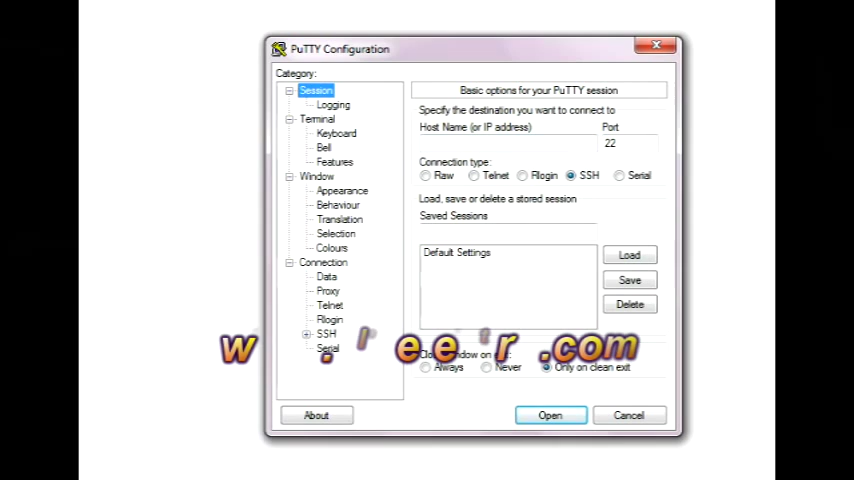 PuTTY Configuration
Category:
Session
Logging
Terminal
Keyboard
Bell
Features
Window
Appearance
Behaviour
Translation
Selection
Colours
Connection
Data
Proxy
Telnet
Rlogin
SSH
Serial
About
Basic options for your PuTTY session
Specify the destination you want to connect to
Host Name (or IP address) Port
22
Connection type:
Raw Telnet Rlogin SSH Serial
Load, save or delete a stored session
Saved Sessions
Default Settings
Load
Save
Delete
.com
Always Never Only on clean exit
Open Cancel